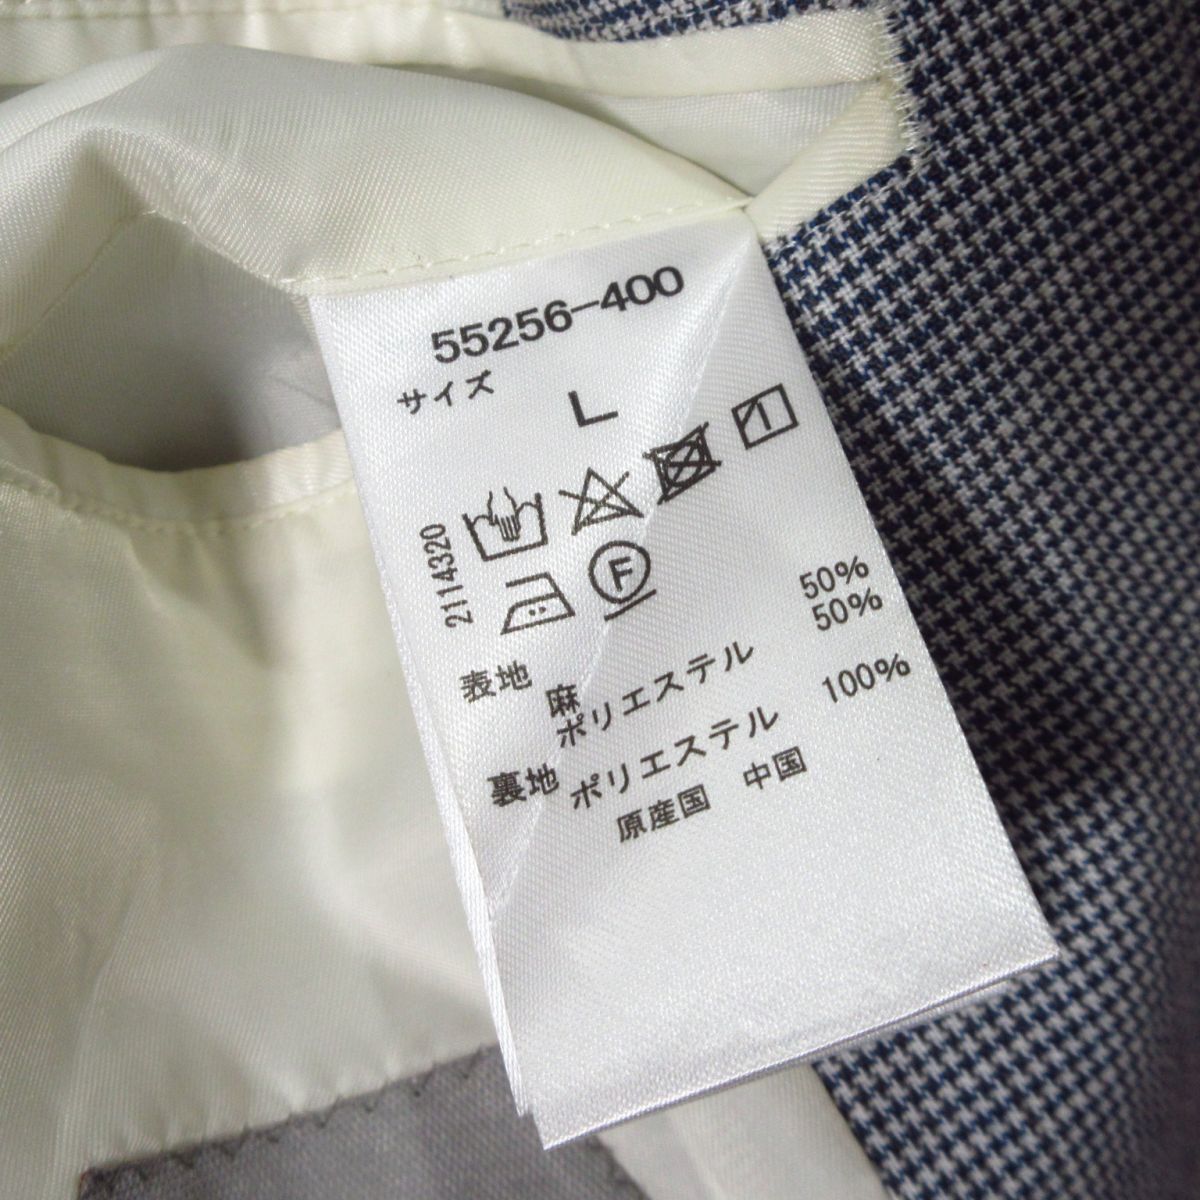 55256-400
サイズ
L
2114320
F
表地
麻 50%
ポリエステル 50%
裏地
ポリエステル 100%
原産国 中国